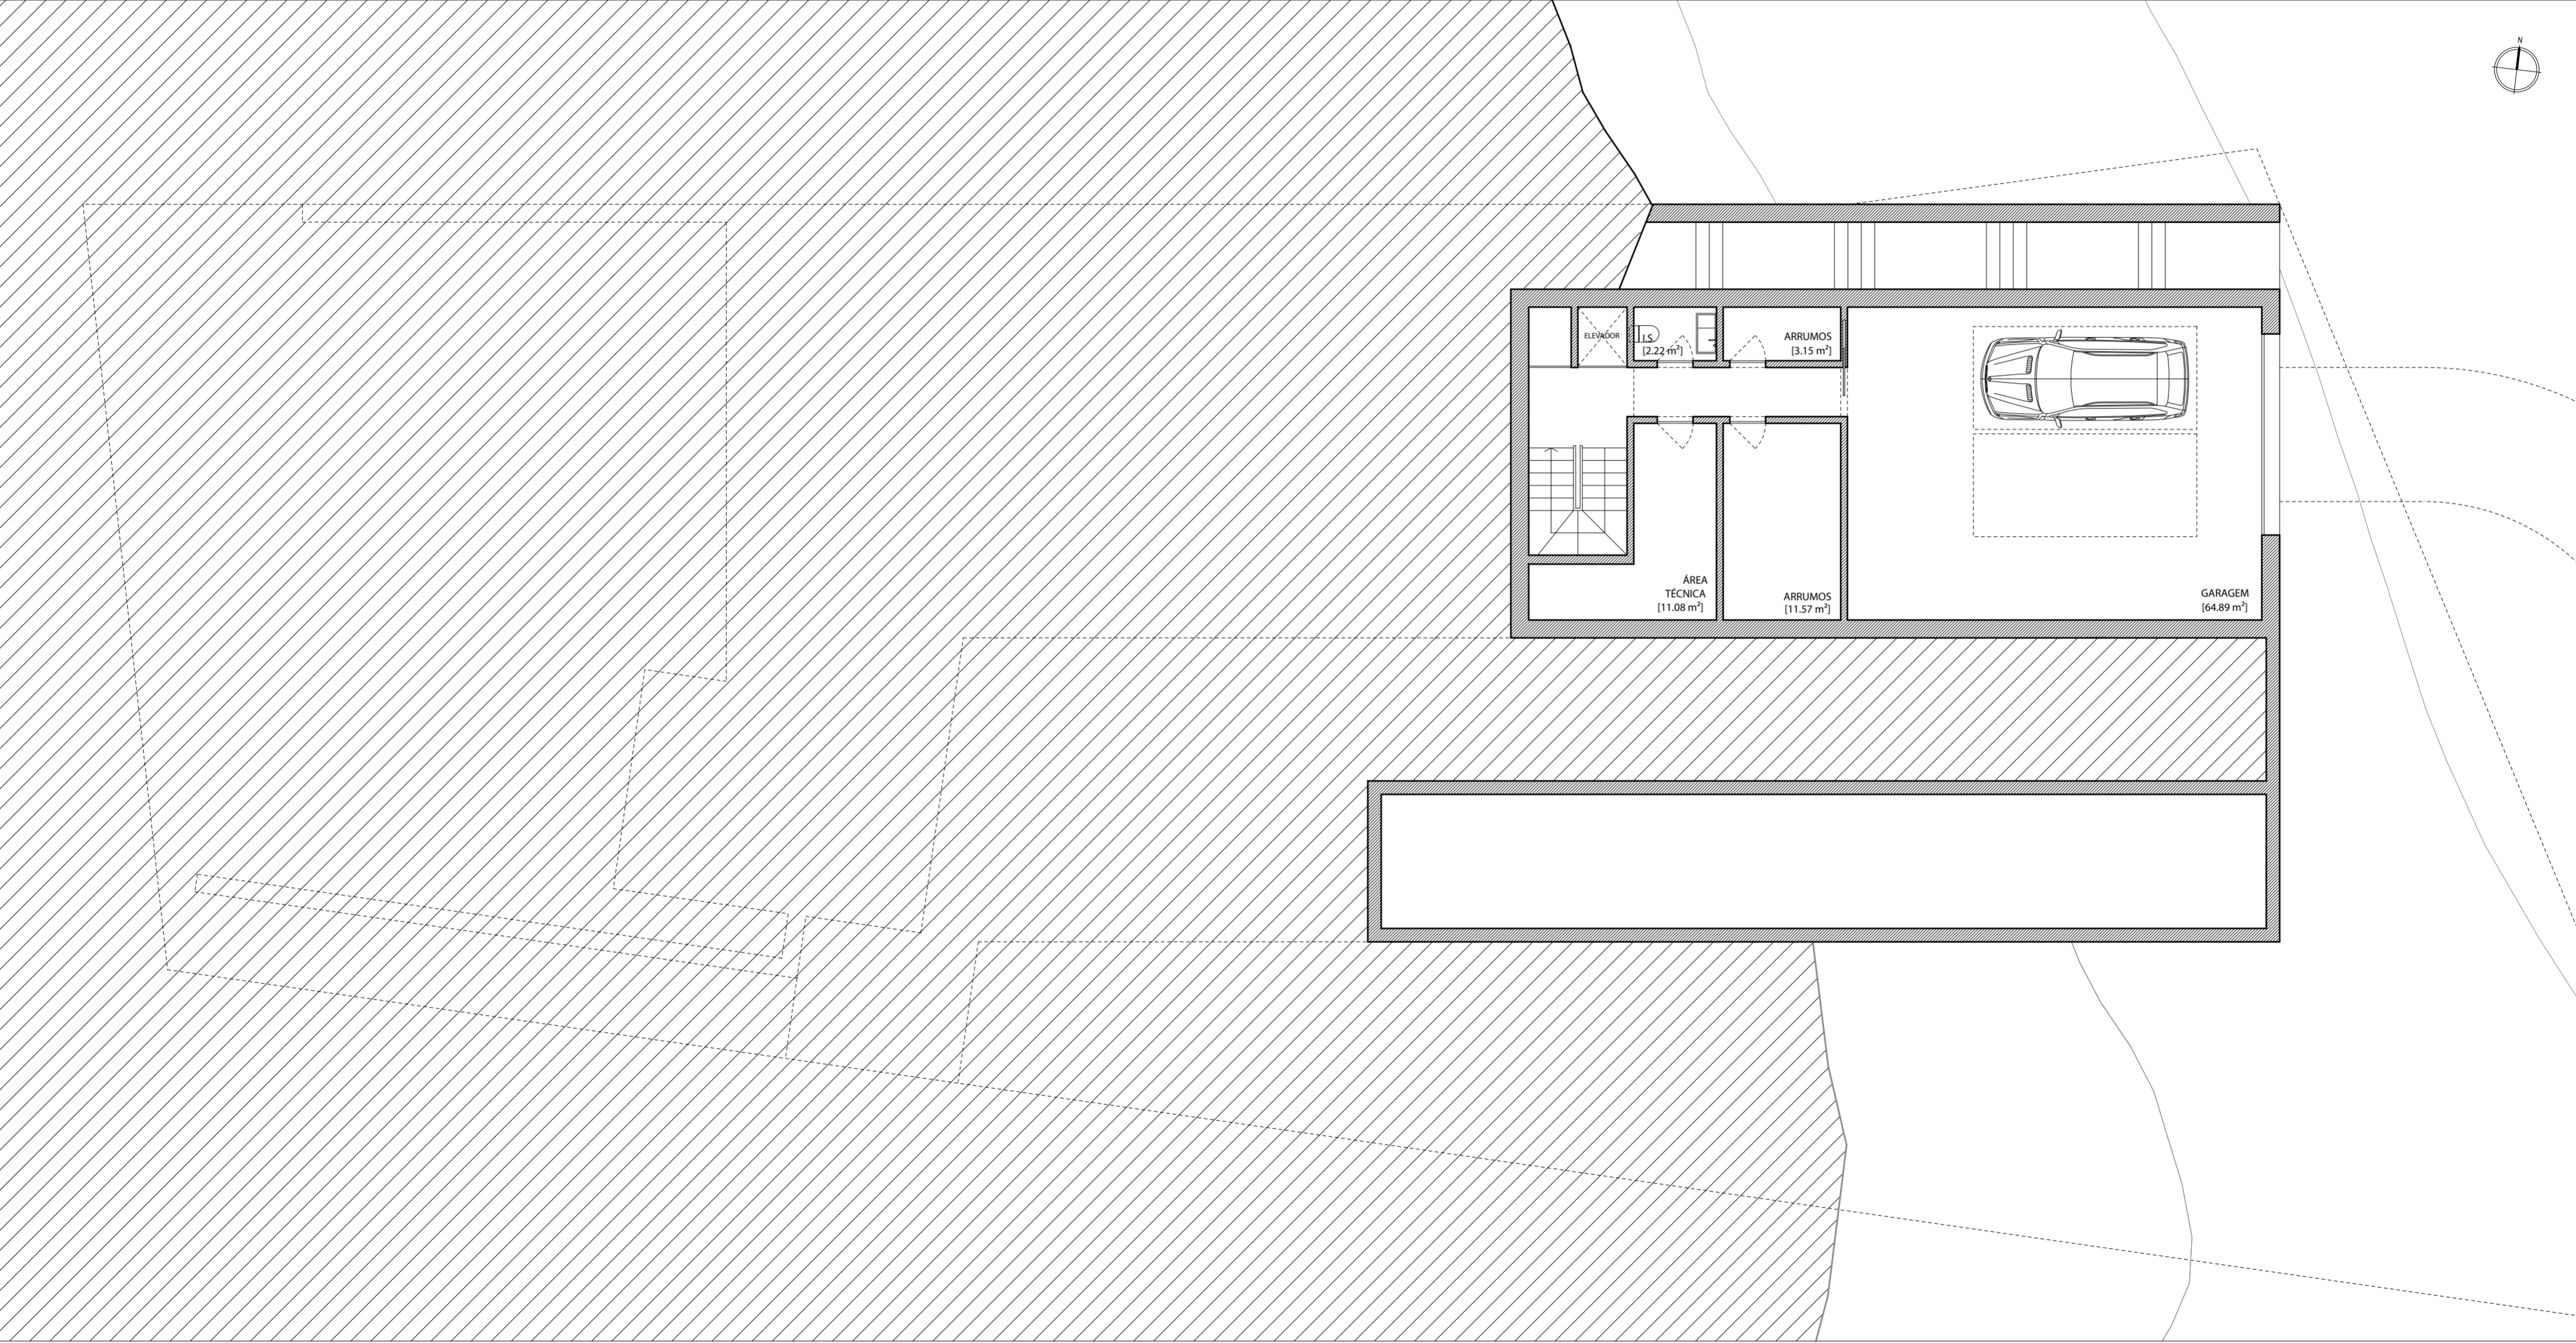 N
ELEVADOR
I.S.
[2.22 m²]
ARRUMOS
[3.15 m²]
ÁREA
TÉCNICA
[11.08 m²]
ARRUMOS
[11.57 m²]
GARAGEM
[64.89 m²]